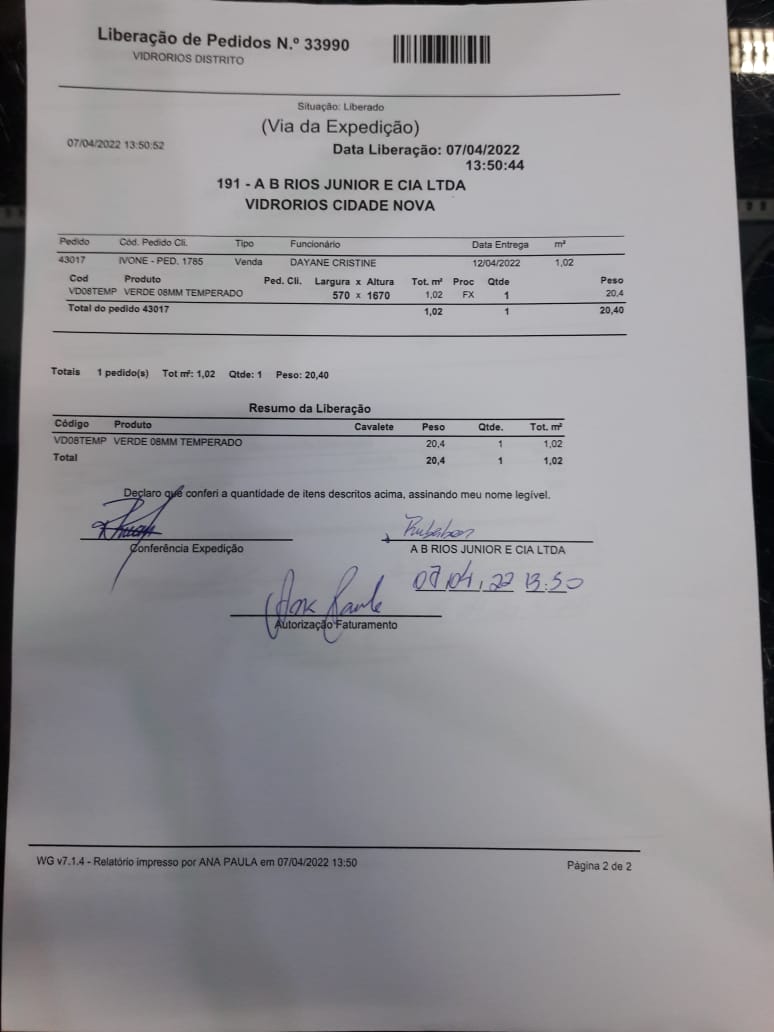 Liberação de Pedidos N.º 33990
VIDRORIOS DISTRITO
Situação: Liberado
(Via da Expedição)
07/04/2022 13:50:52
Data Liberação: 07/04/2022
13:50:44
191 - A B RIOS JUNIOR E CIA LTDA
VIDRORIOS CIDADE NOVA
Pedido Cód. Pedido Cli. Tipo Funcionário Data Entrega m²
43017 IVONE - PED. 1785 Venda DAYANE CRISTINE 12/04/2022 1,02
Cod Produto Ped. Cli. Largura x Altura Tot. m² Proc Qtde Peso
VD08TEMP VERDE 08MM TEMPERADO 570 x 1670 1,02 FX 1 20,4
Total do pedido 43017 1,02 1 20,40
Totais 1 pedido(s) Tot m²: 1,02 Qtde: 1 Peso: 20,40
Resumo da Liberação
Código Produto Cavalete Peso Qtde. Tot. m²
VD08TEMP VERDE 08MM TEMPERADO 20,4 1 1,02
Total 20,4 1 1,02
Declaro que conferi a quantidade de itens descritos acima, assinando meu nome legível.
Conferência Expedição
A B RIOS JUNIOR E CIA LTDA
07,04,22 13:50
Ana Paula
Autorização Faturamento
WG v7.1.4 - Relatório impresso por ANA PAULA em 07/04/2022 13:50
Página 2 de 2